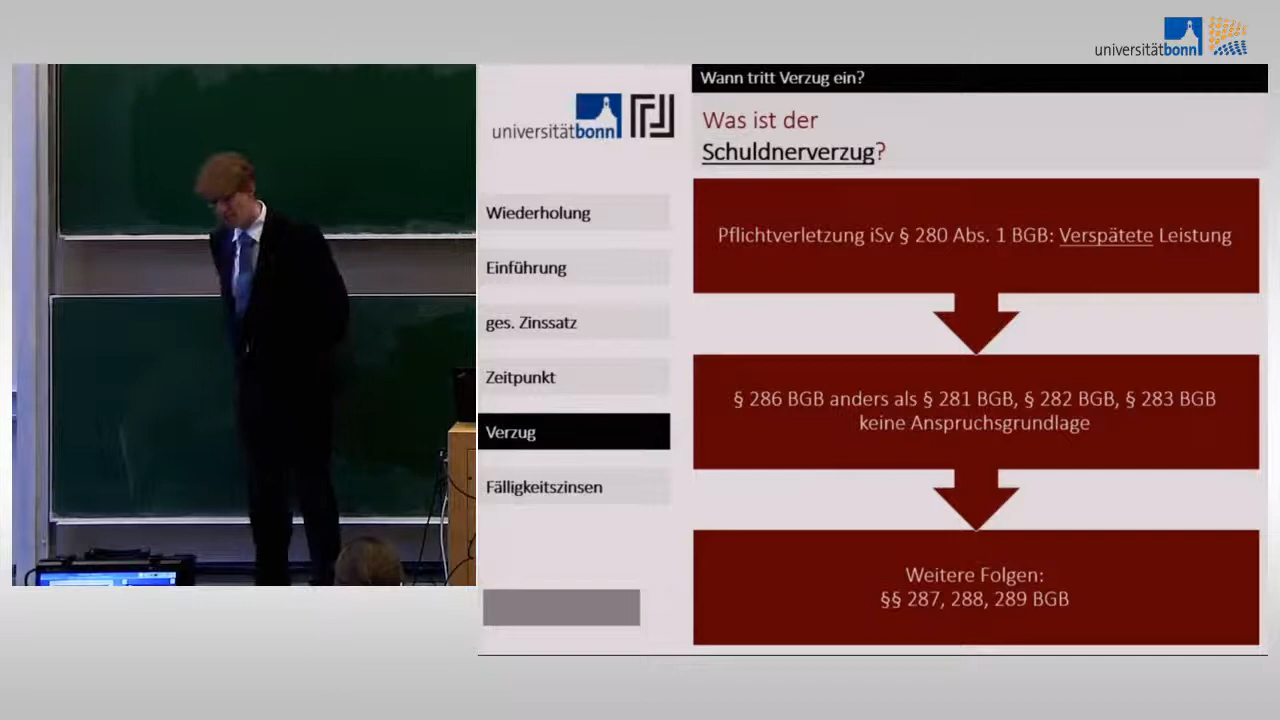 universitätbonn
Wann tritt Verzug ein?
universitätbonn
Was ist der
Schuldnerverzug?
Wiederholung
Einführung
ges. Zinssatz
Zeitpunkt
Verzug
Fälligkeitszinsen
Pflichtverletzung iSv § 280 Abs. 1 BGB: Verspätete Leistung
§ 286 BGB anders als § 281 BGB, § 282 BGB, § 283 BGB
keine Anspruchsgrundlage
Weitere Folgen:
§§ 287, 288, 289 BGB